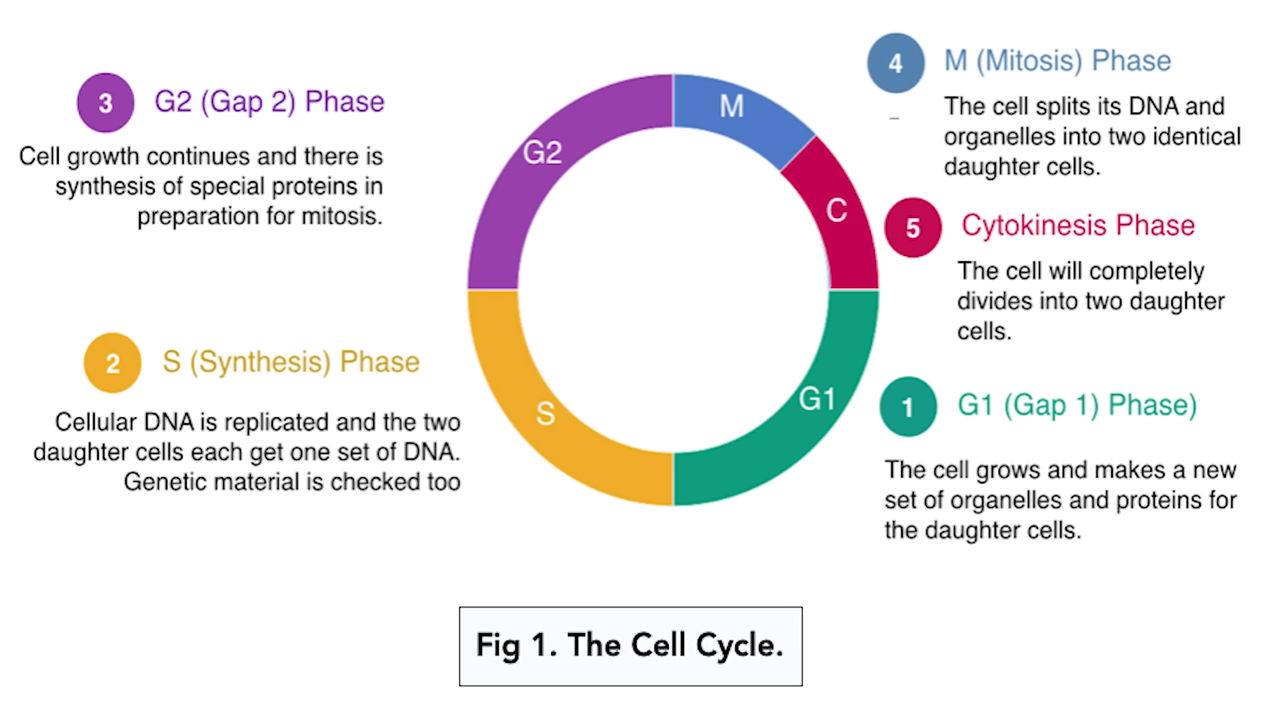 3
G2 (Gap 2) Phase
Cell growth continues and there is
synthesis of special proteins in
preparation for mitosis.
2
S (Synthesis) Phase
Cellular DNA is replicated and the two
daughter cells each get one set of DNA.
Genetic material is checked too
G2
M
C
S
G1
4
M (Mitosis) Phase
The cell splits its DNA and
organelles into two identical
daughter cells.
5
Cytokinesis Phase
The cell will completely
divides into two daughter
cells.
1
G1 (Gap 1) Phase)
The cell grows and makes a new
set of organelles and proteins for
the daughter cells.
Fig 1. The Cell Cycle.